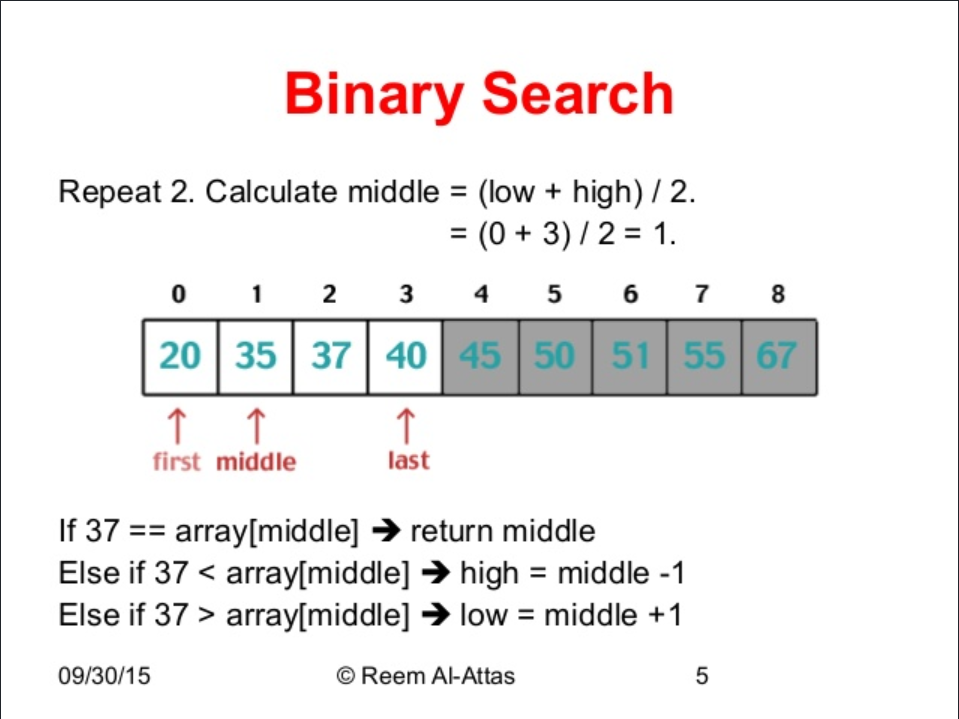 Binary Search
Repeat 2. Calculate middle = (low + high) / 2.
= (0 + 3) / 2 = 1.
0 1 2 3 4 5 6 7 8
20 35 37 40 45 50 51 55 67
↑ ↑ ↑
first middle last
If 37 == array[middle] ➔ return middle
Else if 37 < array[middle] ➔ high = middle -1
Else if 37 > array[middle] ➔ low = middle +1
09/30/15 © Reem Al-Attas 5